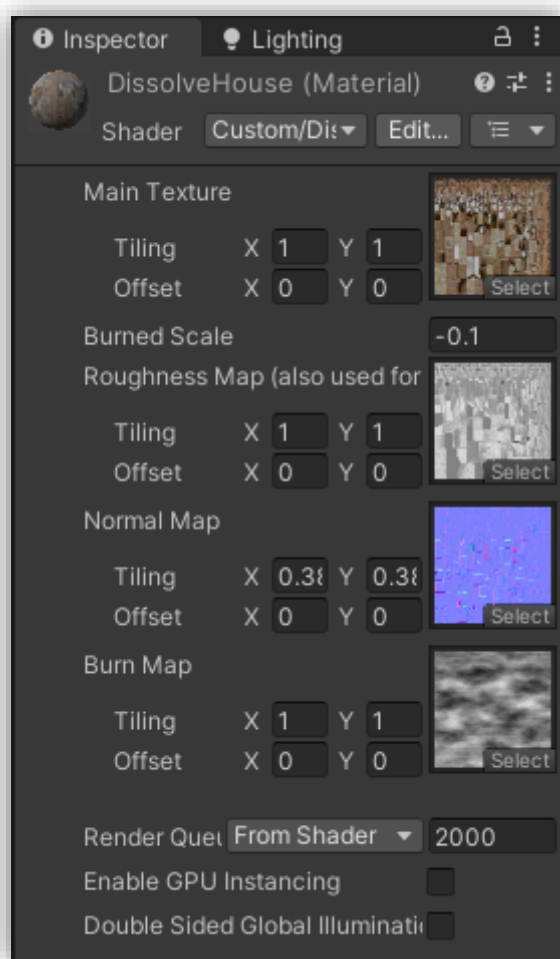 Inspector Lighting
DissolveHouse (Material)
Shader Custom/Dis Edit...
Main Texture
Tiling X 1 Y 1
Offset X 0 Y 0
Select
Burned Scale -0.1
Roughness Map (also used for
Tiling X 1 Y 1
Offset X 0 Y 0
Select
Normal Map
Tiling X 0.38 Y 0.38
Offset X 0 Y 0
Select
Burn Map
Tiling X 1 Y 1
Offset X 0 Y 0
Select
Render Queu From Shader 2000
Enable GPU Instancing
Double Sided Global Illuminati